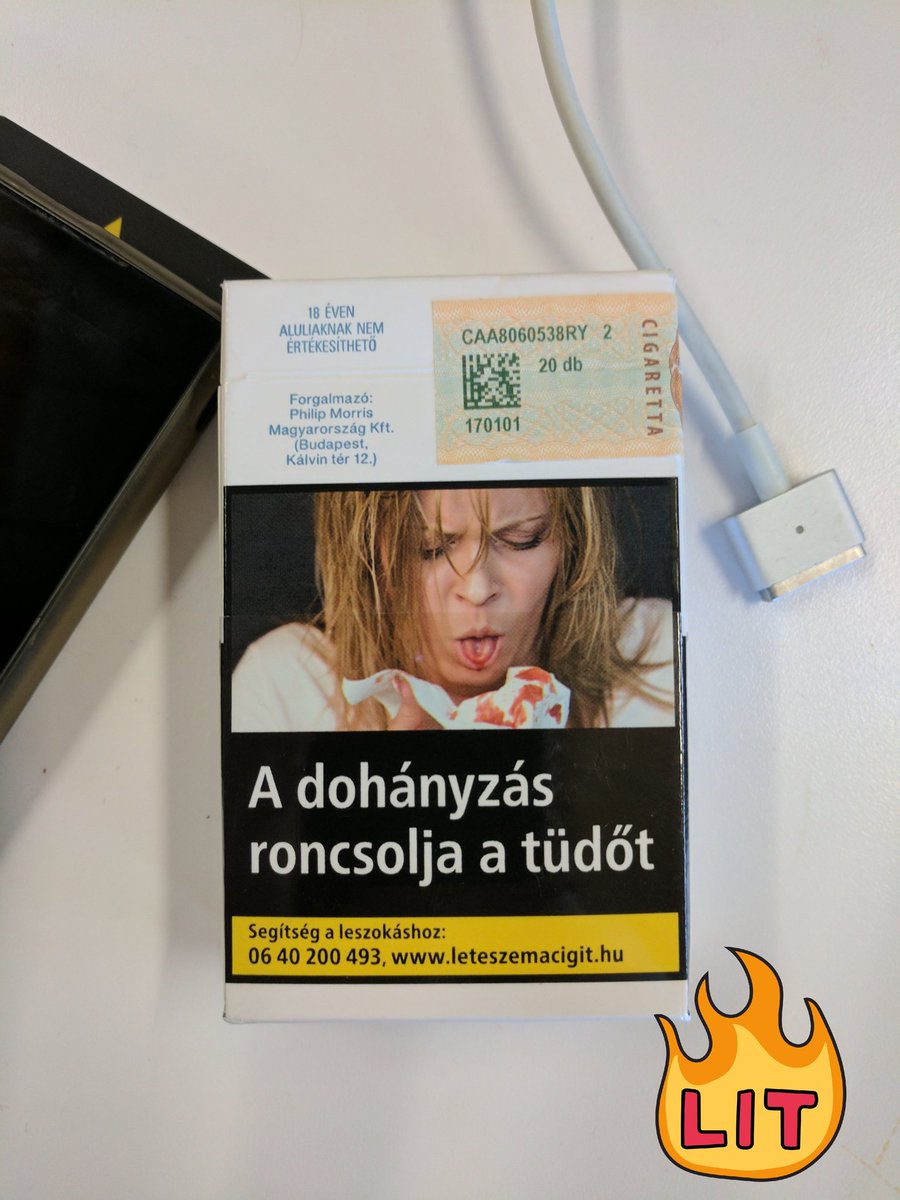 18 ÉVEN
ALULIAKNAK NEM
ÉRTÉKESÍTHETŐ
Forgalmazó:
Philip Morris
Magyarország Kft.
(Budapest,
Kálvin tér 12.)
CAA8060538RY 2
20 db
170101
CIGARETTA
A dohányzás
roncsolja a tüdőt
Segítség a leszokáshoz:
06 40 200 493, www.leteszemacigit.hu
LIT